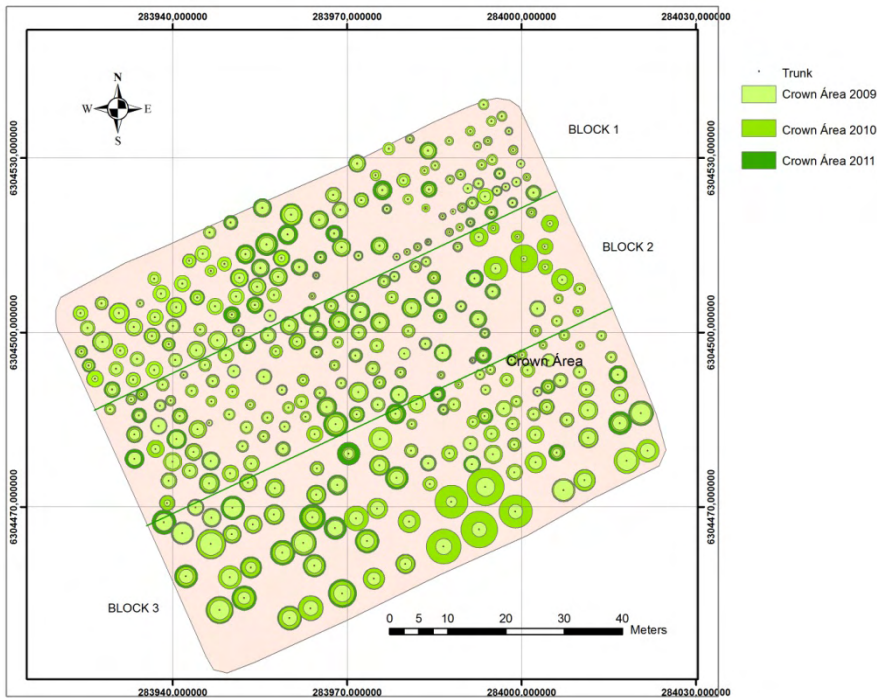 283940,000000 283970,000000 284000,000000 284030,000000
N
W E
S
Trunk
Crown Área 2009
Crown Área 2010
Crown Área 2011
BLOCK 1
6304530,000000 6304530,000000
BLOCK 2
6304500,000000 6304500,000000
Crown Área
6304470,000000 6304470,000000
BLOCK 3
0 5 10 20 30 40
Meters
283940,000000 283970,000000 284000,000000 284030,000000